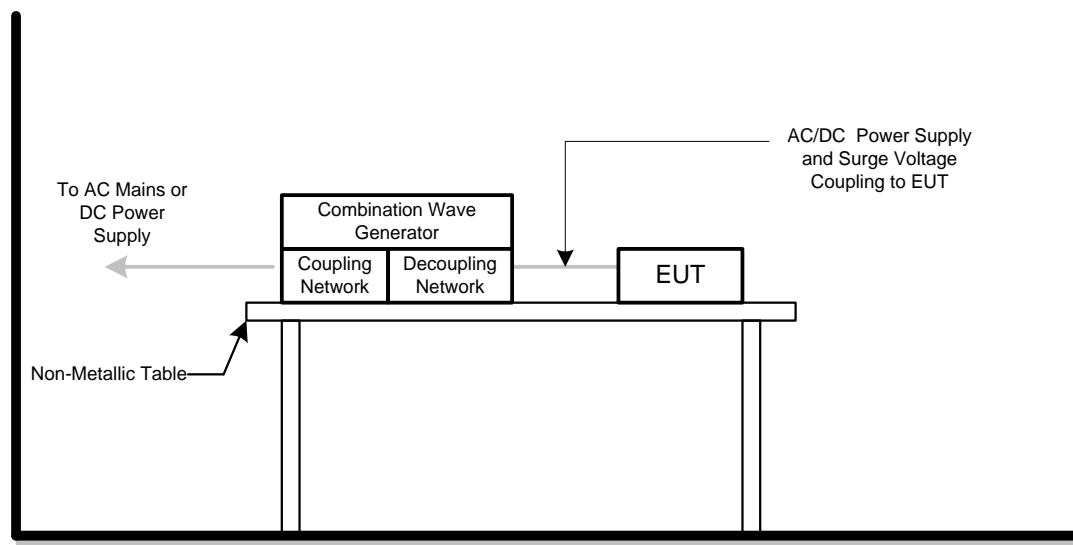 AC/DC Power Supply
and Surge Voltage
Coupling to EUT
To AC Mains or
DC Power
Supply
Combination Wave
Generator
Coupling
Network
Decoupling
Network
EUT
Non-Metallic Table